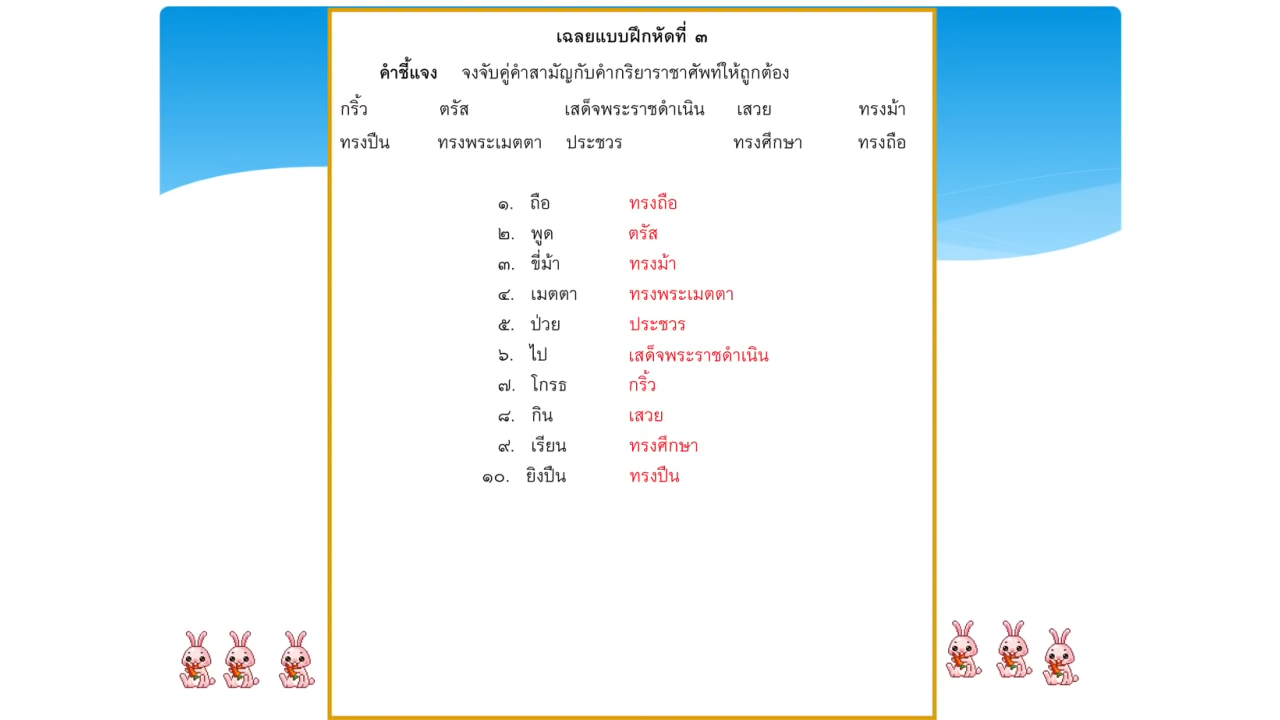 เฉลยแบบฝึกหัดที่ ๓
คำชี้แจง จงจับคู่คำสามัญกับคำกริยาราชาศัพท์ให้ถูกต้อง
กริ้ว ตรัส เสด็จพระราชดำเนิน เสวย ทรงม้า
ทรงปืน ทรงพระเมตตา ประชวร ทรงศึกษา ทรงถือ
๑. ถือ ทรงถือ
๒. พูด ตรัส
๓. ขี่ม้า ทรงม้า
๔. เมตตา ทรงพระเมตตา
๕. ป่วย ประชวร
๖. ไป เสด็จพระราชดำเนิน
๗. โกรธ กริ้ว
๘. กิน เสวย
๙. เรียน ทรงศึกษา
๑๐. ยิงปืน ทรงปืน